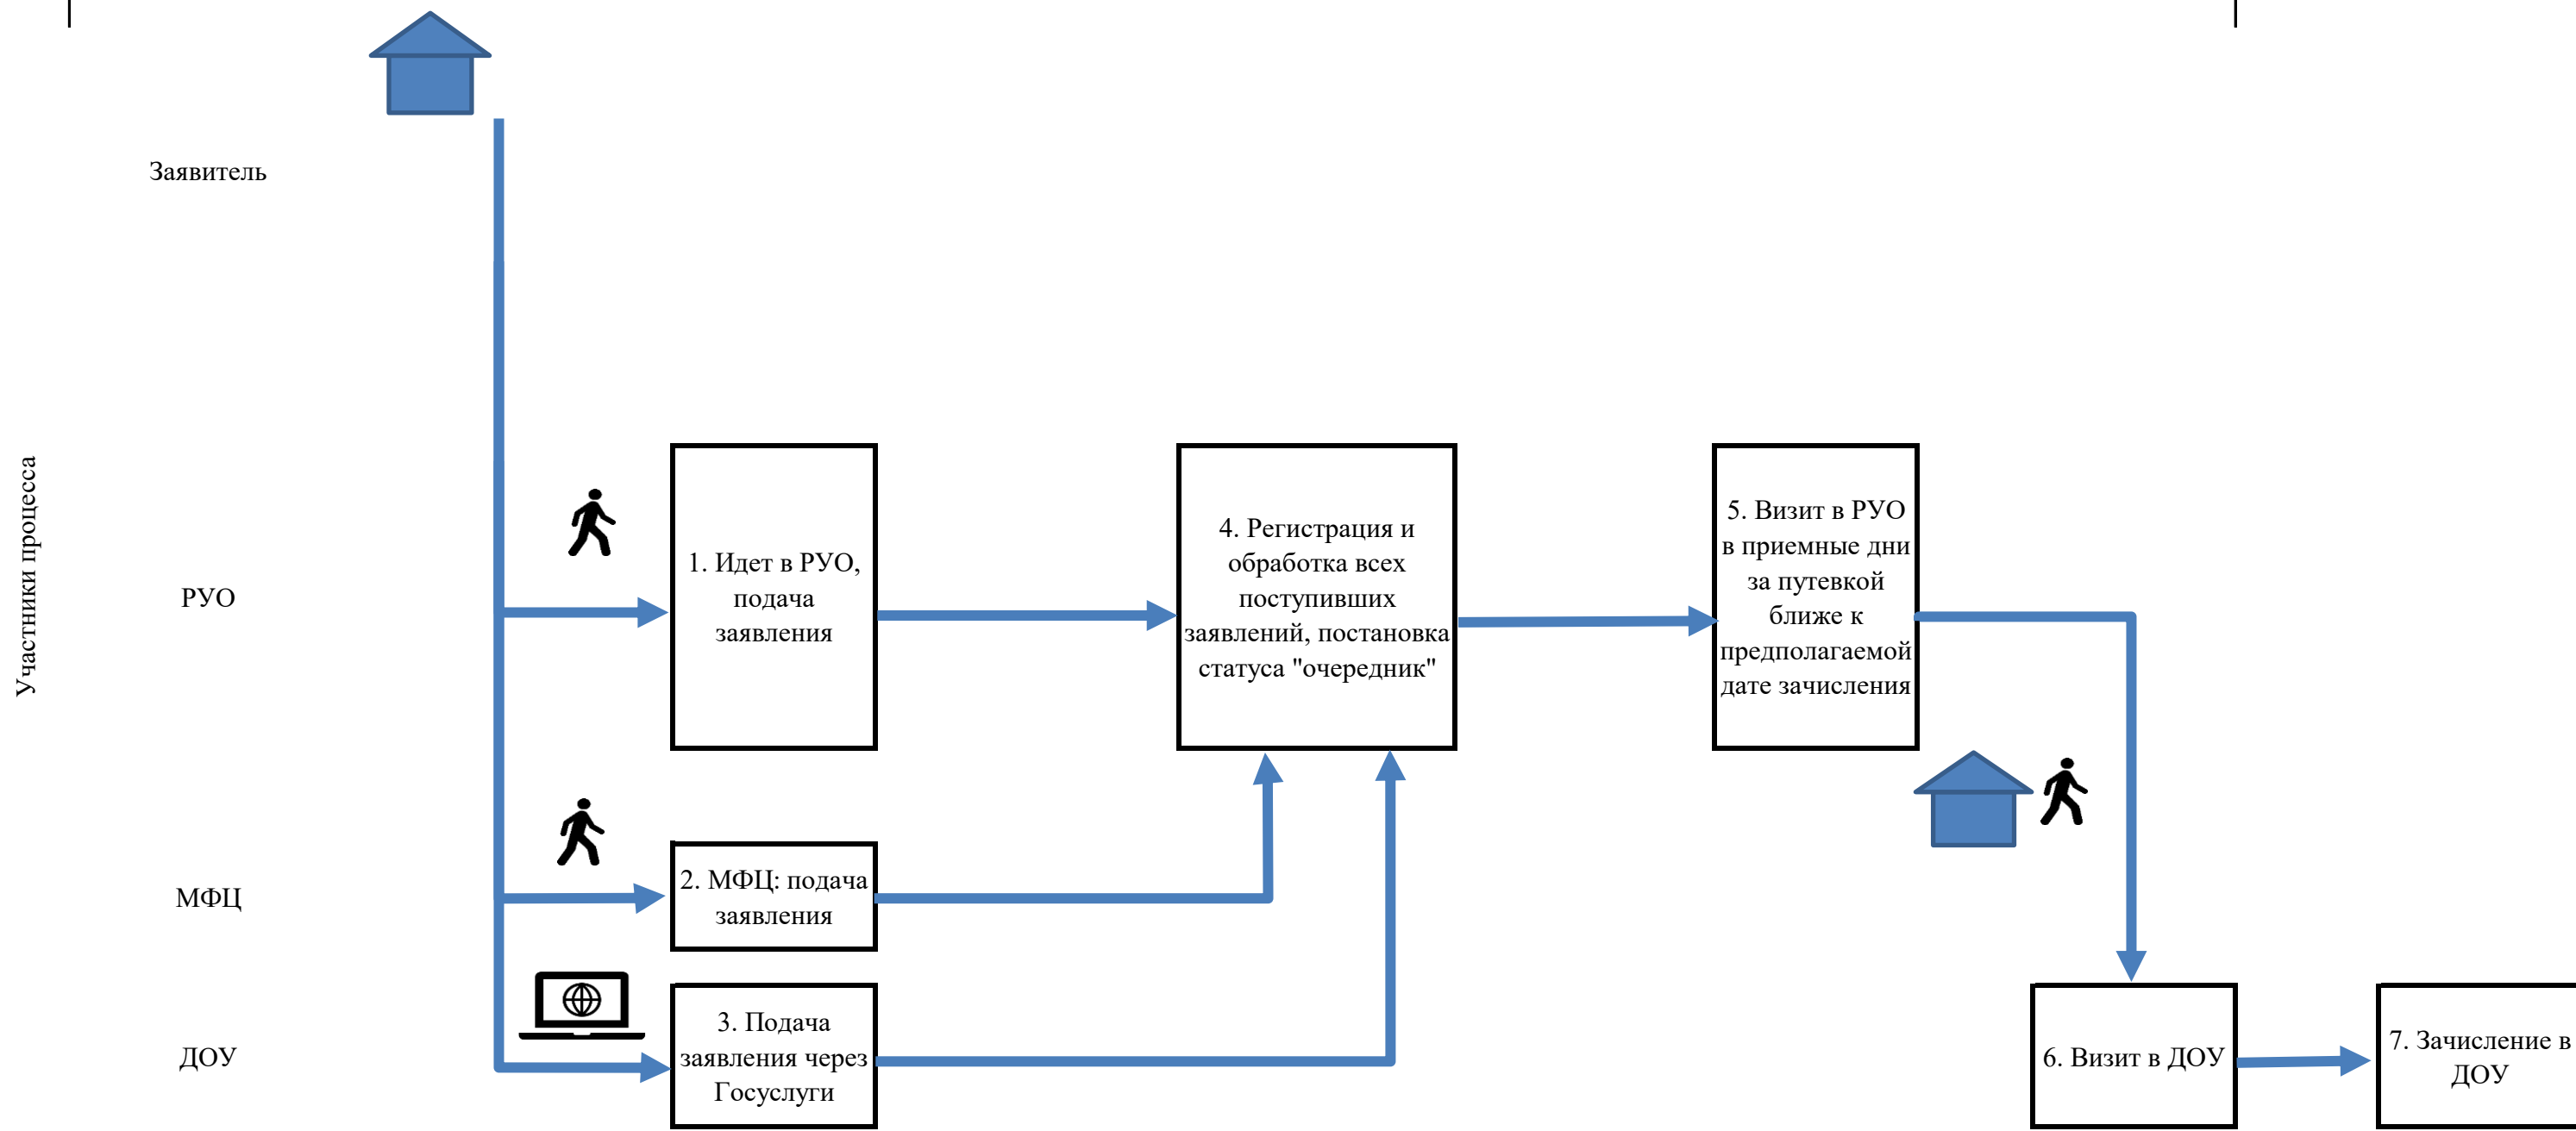 Участники процесса
Заявитель
РУО
1. Идет в РУО,
подача
заявления
4. Регистрация и
обработка всех
поступивших
заявлений, постановка
статуса "очередник"
5. Визит в РУО
в приемные дни
за путевкой
ближе к
предполагаемой
дате зачисления
МФЦ
2. МФЦ: подача
заявления
ДОУ
3. Подача
заявления через
Госуслуги
6. Визит в ДОУ
7. Зачисление в
ДОУ